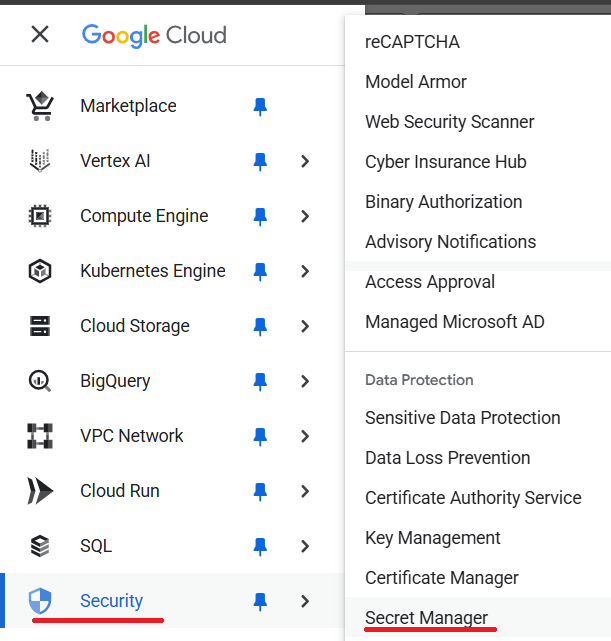 Google Cloud
Marketplace
Vertex AI
Compute Engine
Kubernetes Engine
Cloud Storage
BigQuery
VPC Network
Cloud Run
SQL
Security
reCAPTCHA
Model Armor
Web Security Scanner
Cyber Insurance Hub
Binary Authorization
Advisory Notifications
Access Approval
Managed Microsoft AD
Data Protection
Sensitive Data Protection
Data Loss Prevention
Certificate Authority Service
Key Management
Certificate Manager
Secret Manager